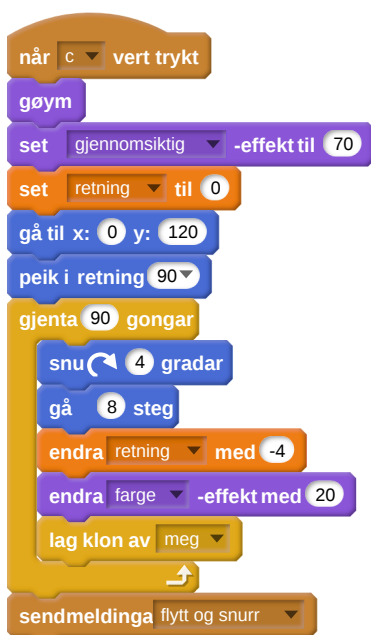 når c vert trykt
gøym
set gjennomsiktig -effekt til 70
set retning til 0
gå til x: 0 y: 120
peik i retning 90
gjenta 90 gongar
snu 4 gradar
gå 8 steg
endra retning med -4
endra farge -effekt med 20
lag klon av meg
send meldinga flytt og snurr